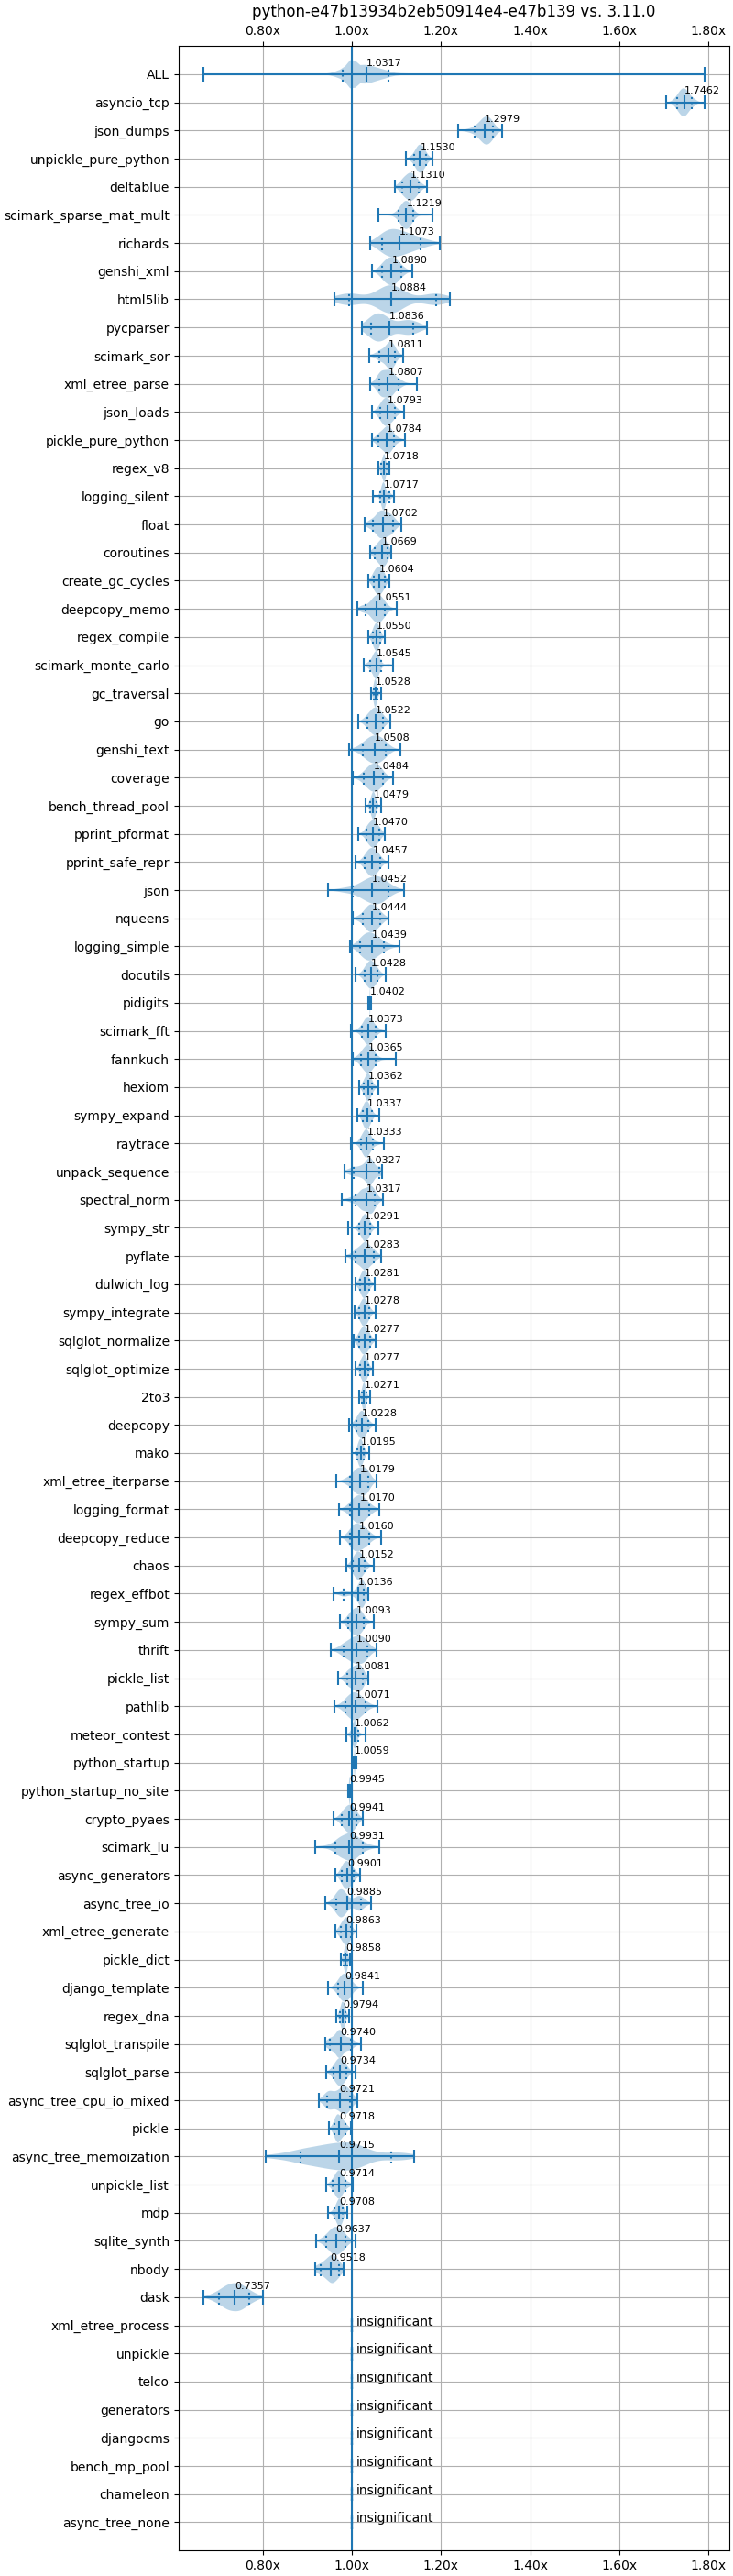 python-e47b13934b2eb50914e4-e47b139 vs. 3.11.0
0.80x 1.00x 1.20x 1.40x 1.60x 1.80x
ALL 1.0317
asyncio_tcp 1.7462
json_dumps 1.2979
unpickle_pure_python 1.1530
deltablue 1.1310
scimark_sparse_mat_mult 1.1219
richards 1.1073
genshi_xml 1.0890
html5lib 1.0884
pycparser 1.0836
scimark_sor 1.0811
xml_etree_parse 1.0807
json_loads 1.0793
pickle_pure_python 1.0784
regex_v8 1.0718
logging_silent 1.0717
float 1.0702
coroutines 1.0669
create_gc_cycles 1.0604
deepcopy_memo 1.0551
regex_compile 1.0550
scimark_monte_carlo 1.0545
gc_traversal 1.0528
go 1.0522
genshi_text 1.0508
coverage 1.0484
bench_thread_pool 1.0479
pprint_pformat 1.0470
pprint_safe_repr 1.0457
json 1.0452
nqueens 1.0444
logging_simple 1.0439
docutils 1.0428
pidigits 1.0402
scimark_fft 1.0373
fannkuch 1.0365
hexiom 1.0362
sympy_expand 1.0337
raytrace 1.0333
unpack_sequence 1.0327
spectral_norm 1.0317
sympy_str 1.0291
pyflate 1.0283
dulwich_log 1.0281
sympy_integrate 1.0278
sqlglot_normalize 1.0277
sqlglot_optimize 1.0277
2to3 1.0271
deepcopy 1.0228
mako 1.0195
xml_etree_iterparse 1.0179
logging_format 1.0170
deepcopy_reduce 1.0160
chaos 1.0152
regex_effbot 1.0136
sympy_sum 1.0093
thrift 1.0090
pickle_list 1.0081
pathlib 1.0071
meteor_contest 1.0062
python_startup 1.0059
python_startup_no_site 0.9945
crypto_pyaes 0.9941
scimark_lu 0.9931
async_generators 0.9901
async_tree_io 0.9885
xml_etree_generate 0.9863
pickle_dict 0.9858
django_template 0.9841
regex_dna 0.9794
sqlglot_transpile 0.9740
sqlglot_parse 0.9734
async_tree_cpu_io_mixed 0.9721
pickle 0.9718
async_tree_memoization 0.9715
unpickle_list 0.9714
mdp 0.9708
sqlite_synth 0.9637
nbody 0.9518
dask 0.7357
xml_etree_process insignificant
unpickle insignificant
telco insignificant
generators insignificant
djangocms insignificant
bench_mp_pool insignificant
chameleon insignificant
async_tree_none insignificant
0.80x 1.00x 1.20x 1.40x 1.60x 1.80x